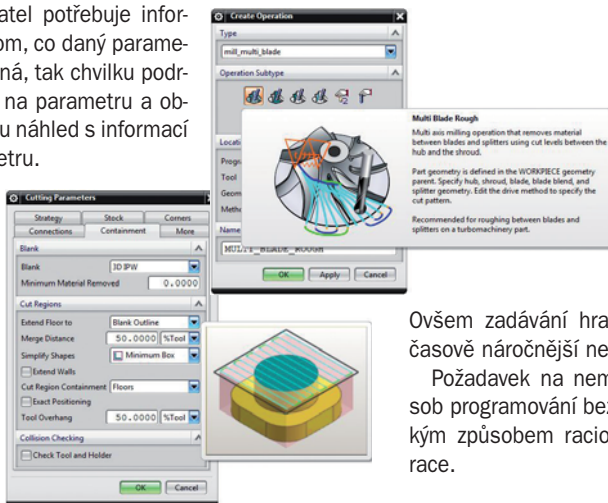 atel potřebuje infor-
om, co daný parame-
ná, tak chvilku podr-
na parametru a ob-
u náhled s informací
etru.
Create Operation
Type
mill_multi_blade
Operation Subtype
Locati
Progr
Tool
Geom
Metho
Name
MULTI_BLADE_ROUGH
OK Apply Cancel
Multi Blade Rough
Multi axis milling operation that removes material
between blades and splitters using cut levels between the
hub and the shroud.
Part geometry is defined in the WORKPIECE geometry
parent. Specify hub, shroud, blade, blade blend, and
splitter geometry. Edit the drive method to specify the
cut pattern.
Recommended for roughing between blades and
splitters on a turbomachinery part.
Cutting Parameters
Strategy Stock Corners
Connections Containment More
Blank
Blank 3D IPW
Minimum Material Removed 0.0000
Cut Regions
Extend Floor to Blank Outline
Merge Distance 50.0000 %Tool
Simplify Shapes Minimum Box
Extend Walls
Cut Region Containment Floors
Exact Positioning
Tool Overhang 50.0000 %Tool
Collision Checking
Check Tool and Holder
OK Cancel
Ovšem zadávání hra
časově náročnější ne
Požadavek na nem
sob programování bez
kým způsobem racio
race.